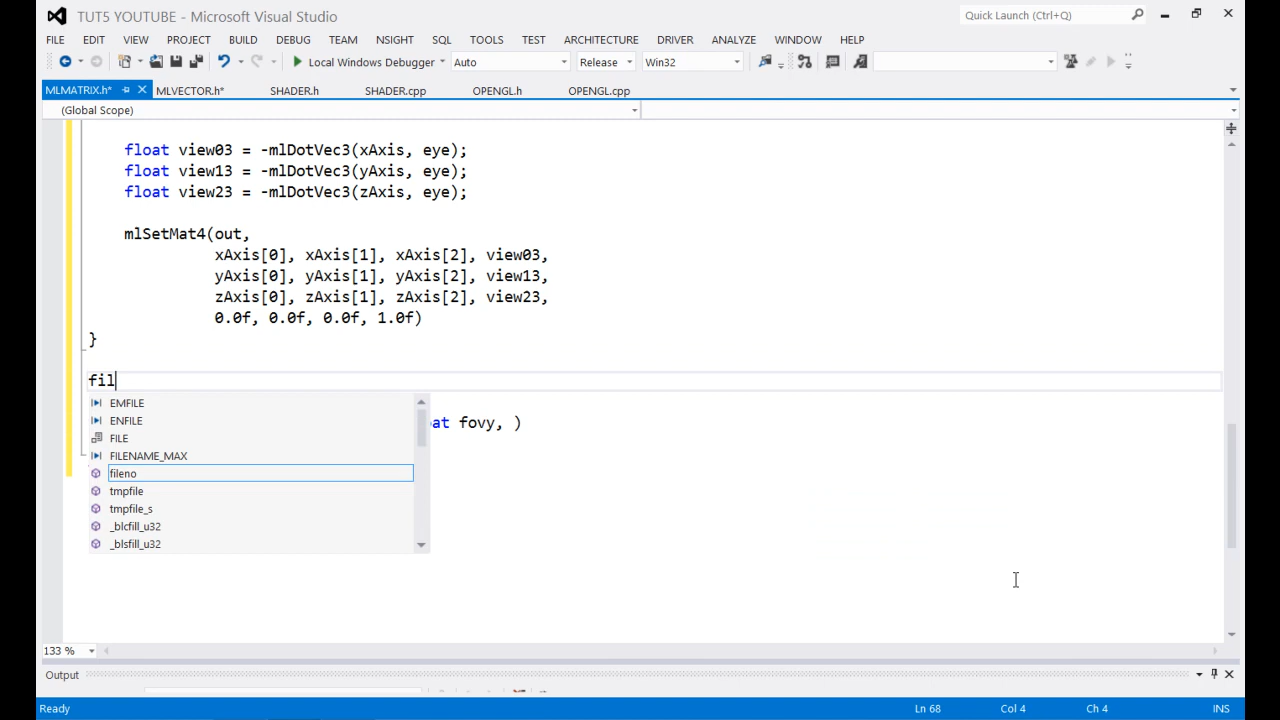 TUT5 YOUTUBE - Microsoft Visual Studio
Quick Launch (Ctrl+Q)
FILE EDIT VIEW PROJECT BUILD DEBUG TEAM NSIGHT SQL TOOLS TEST ARCHITECTURE DRIVER ANALYZE WINDOW HELP
Local Windows Debugger Auto Release Win32
MLMATRIX.h* MLVECTOR.h* SHADER.h SHADER.cpp OPENGL.h OPENGL.cpp
(Global Scope)
float view03 = -mlDotVec3(xAxis, eye);
float view13 = -mlDotVec3(yAxis, eye);
float view23 = -mlDotVec3(zAxis, eye);
mlSetMat4(out,
xAxis[0], xAxis[1], xAxis[2], view03,
yAxis[0], yAxis[1], yAxis[2], view13,
zAxis[0], zAxis[1], zAxis[2], view23,
0.0f, 0.0f, 0.0f, 1.0f)
}
fil
EMFILE
ENFILE
at fovy, )
FILE
FILENAME_MAX
fileno
tmpfile
tmpfile_s
_blcfill_u32
_blsfill_u32
133 %
Output
Ready Ln 68 Col 4 Ch 4 INS